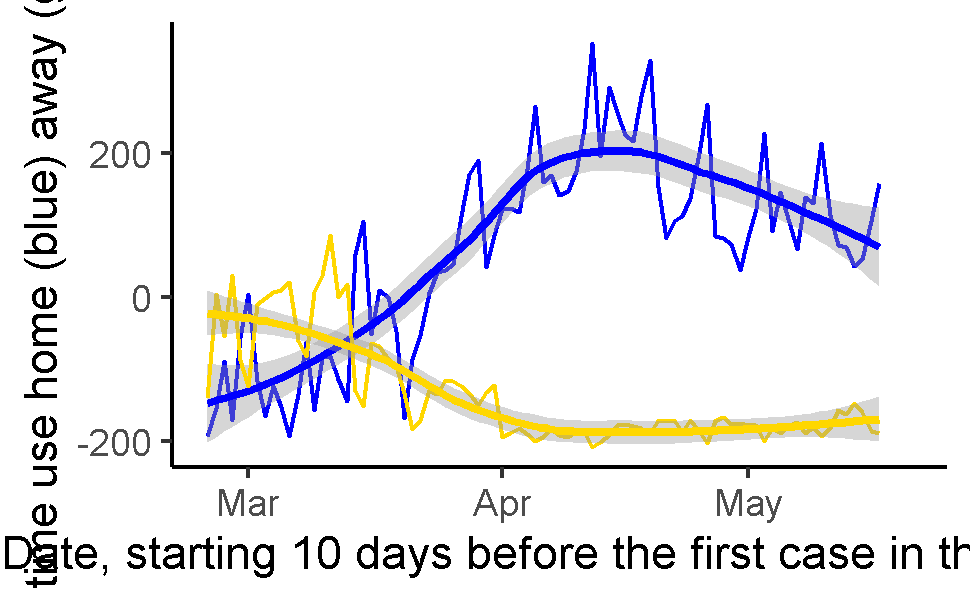 time use home (blue) away (
200
0
-200
Mar Apr May
Date, starting 10 days before the first case in th